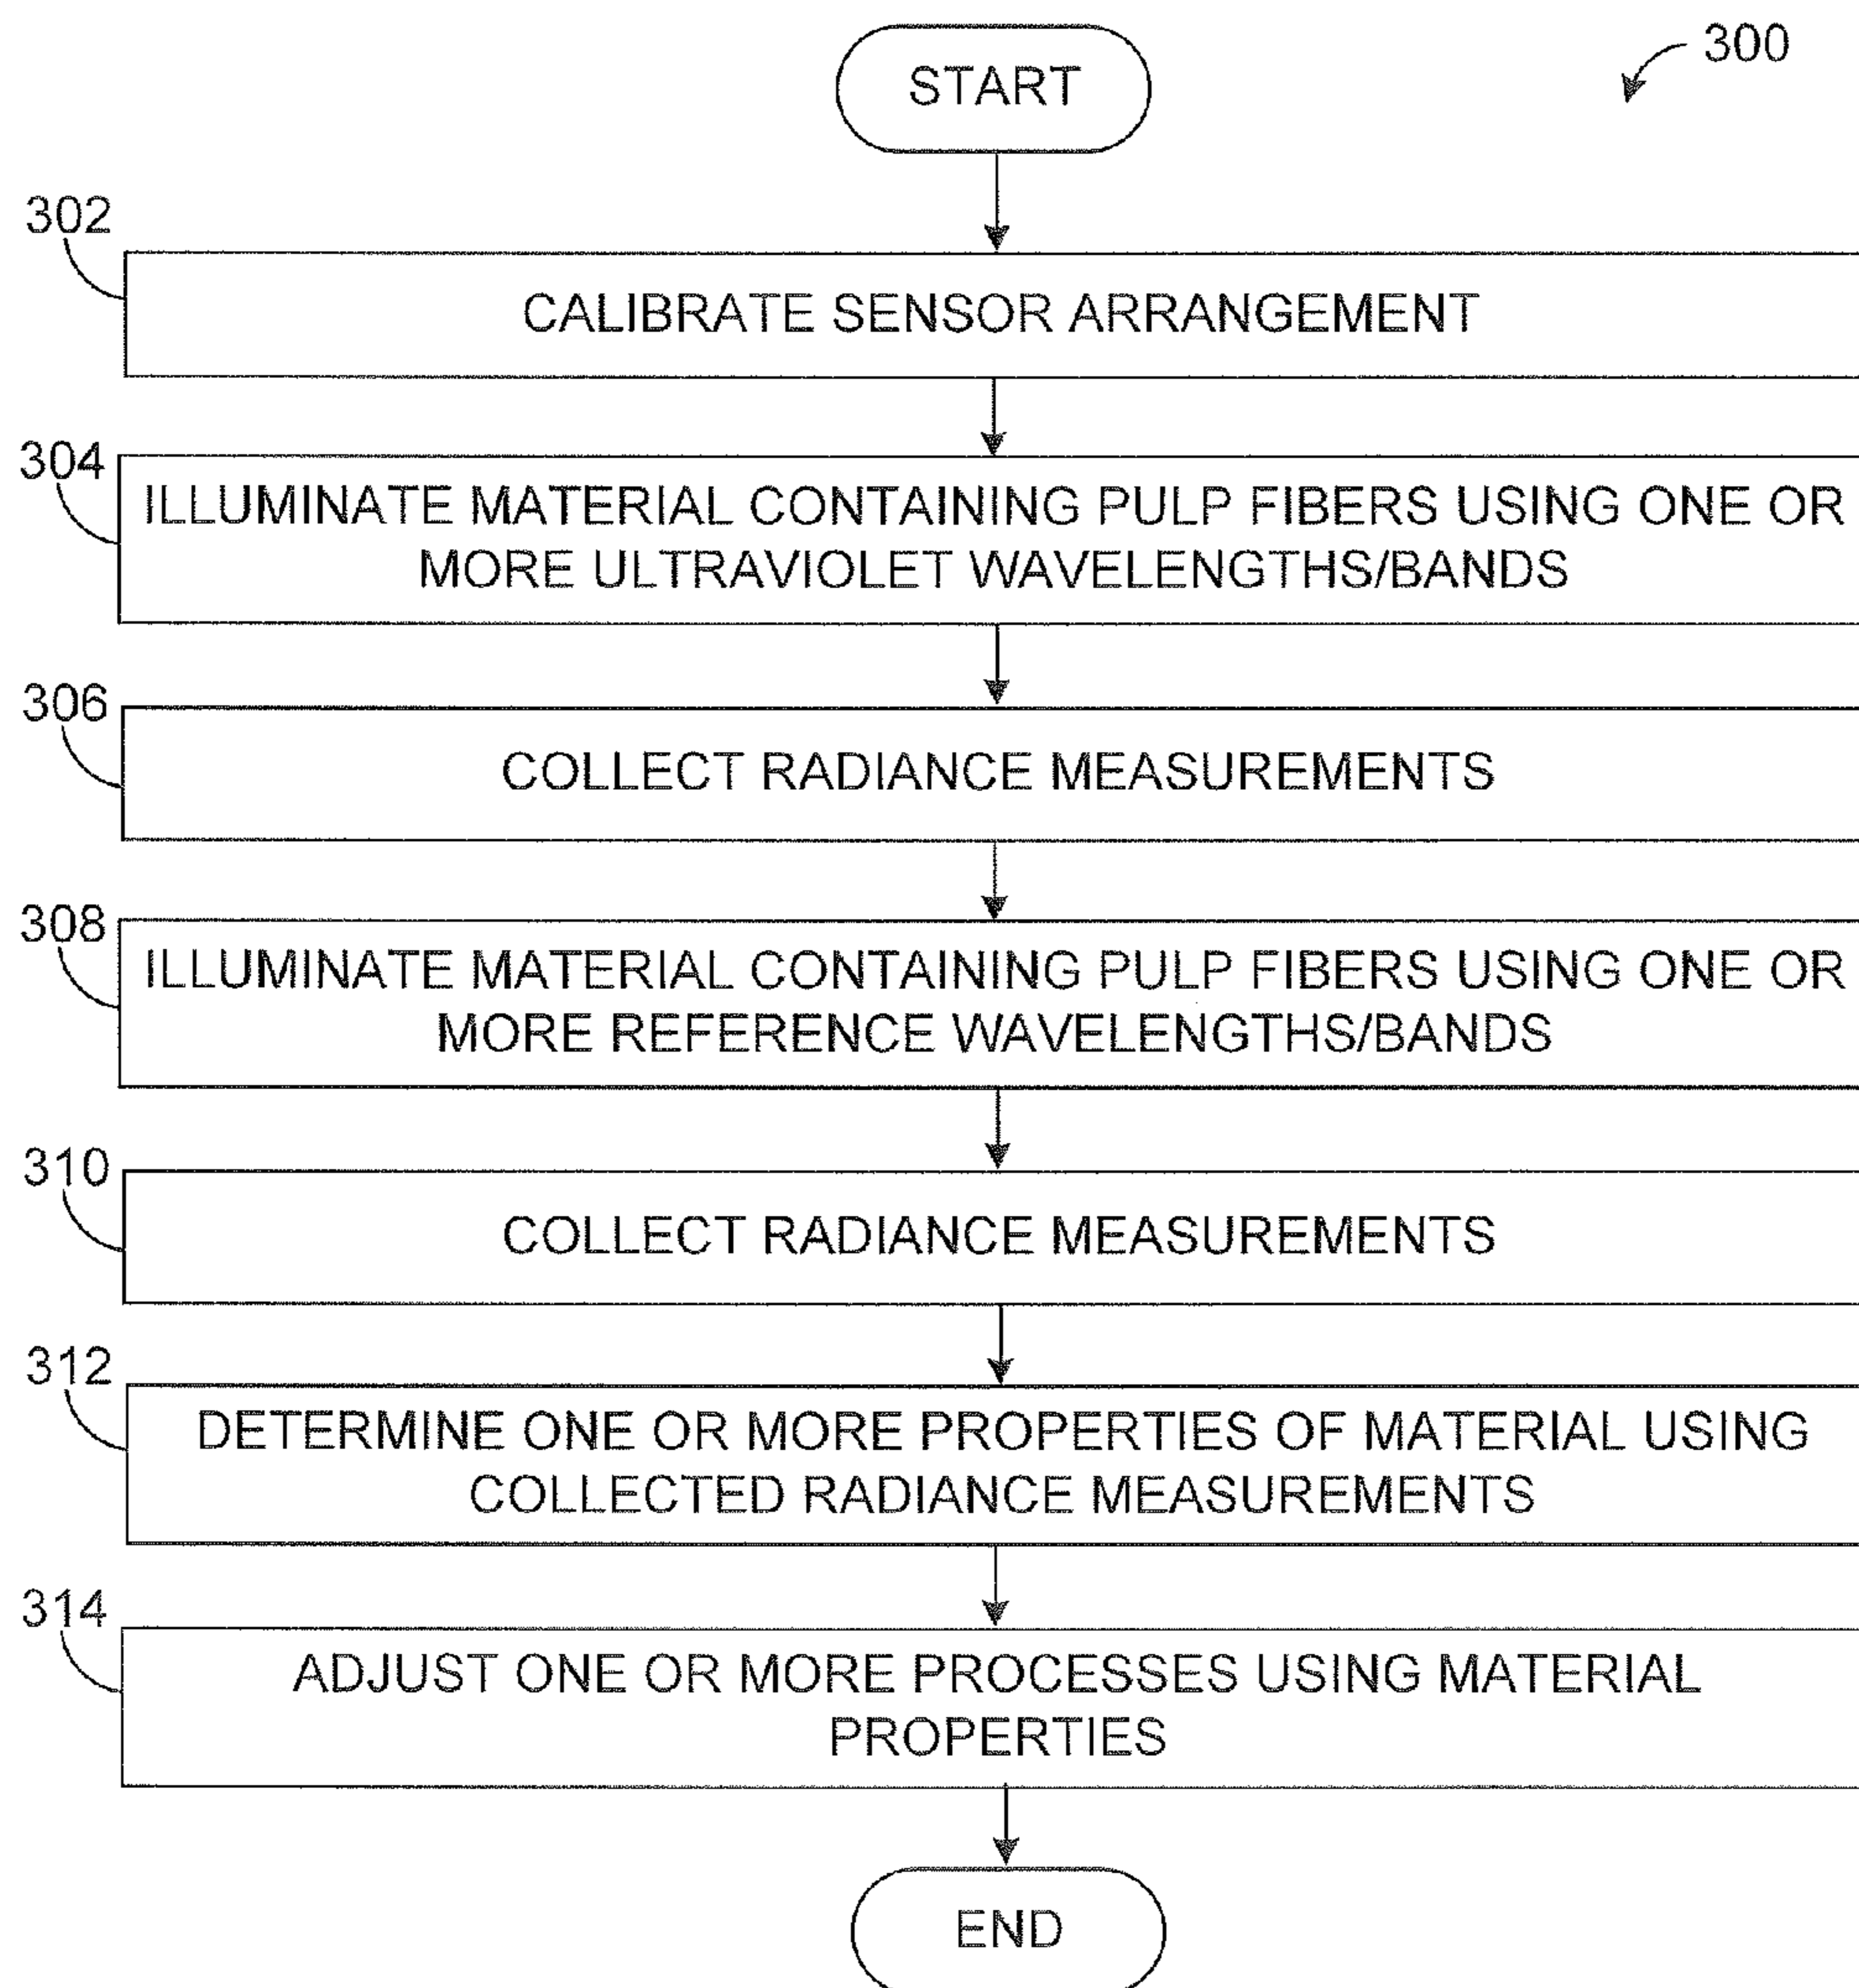 START
300
302
CALIBRATE SENSOR ARRANGEMENT
304
ILLUMINATE MATERIAL CONTAINING PULP FIBERS USING ONE OR
MORE ULTRAVIOLET WAVELENGTHS/BANDS
306
COLLECT RADIANCE MEASUREMENTS
308
ILLUMINATE MATERIAL CONTAINING PULP FIBERS USING ONE OR
MORE REFERENCE WAVELENGTHS/BANDS
310
COLLECT RADIANCE MEASUREMENTS
312
DETERMINE ONE OR MORE PROPERTIES OF MATERIAL USING
COLLECTED RADIANCE MEASUREMENTS
314
ADJUST ONE OR MORE PROCESSES USING MATERIAL
PROPERTIES
END